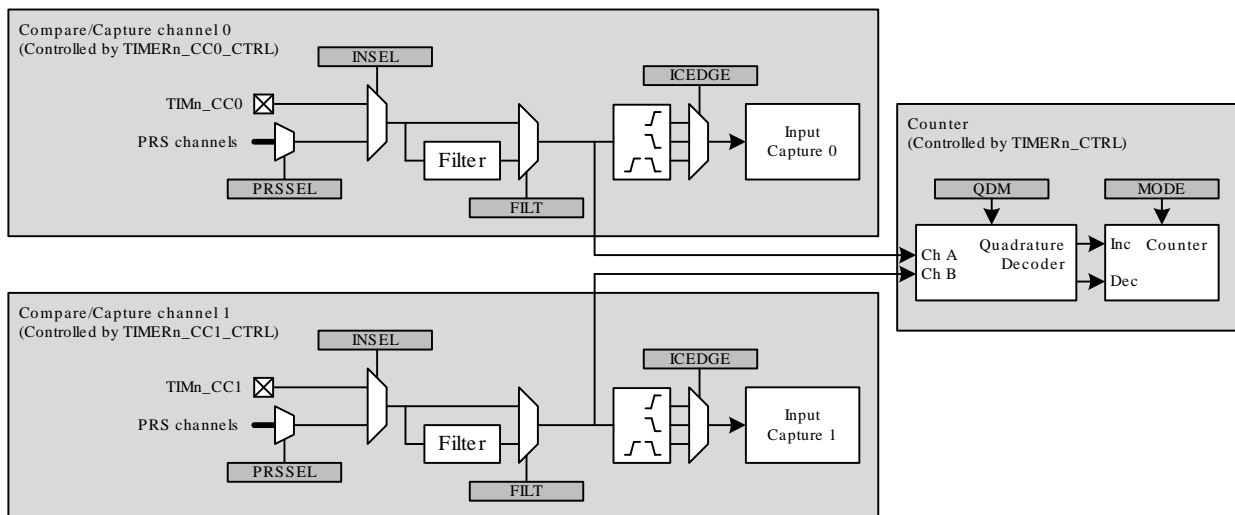 Compare/Capture channel 0
(Controlled by TIMERn_CC0_CTRL)
INSEL
ICEDGE
TIMn_CC0
PRS channels
Filter
Input
Capture 0
PRSSEL
FILT
Counter
(Controlled by TIMERn_CTRL)
QDM
MODE
Ch A
Ch B
Quadrature
Decoder
Inc
Counter
Dec
Compare/Capture channel 1
(Controlled by TIMERn_CC1_CTRL)
INSEL
ICEDGE
TIMn_CC1
PRS channels
Filter
Input
Capture 1
PRSSEL
FILT